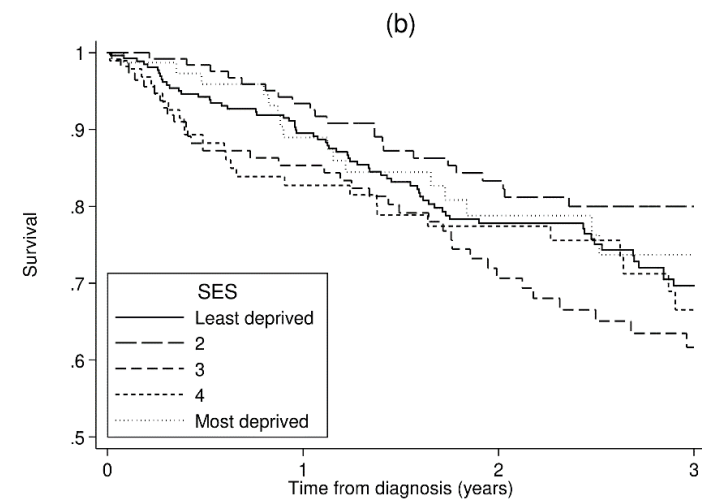 (b)
1
.9
.8
.7
.6
.5
Survival
SES
Least deprived
2
3
4
Most deprived
0 1 2 3
Time from diagnosis (years)